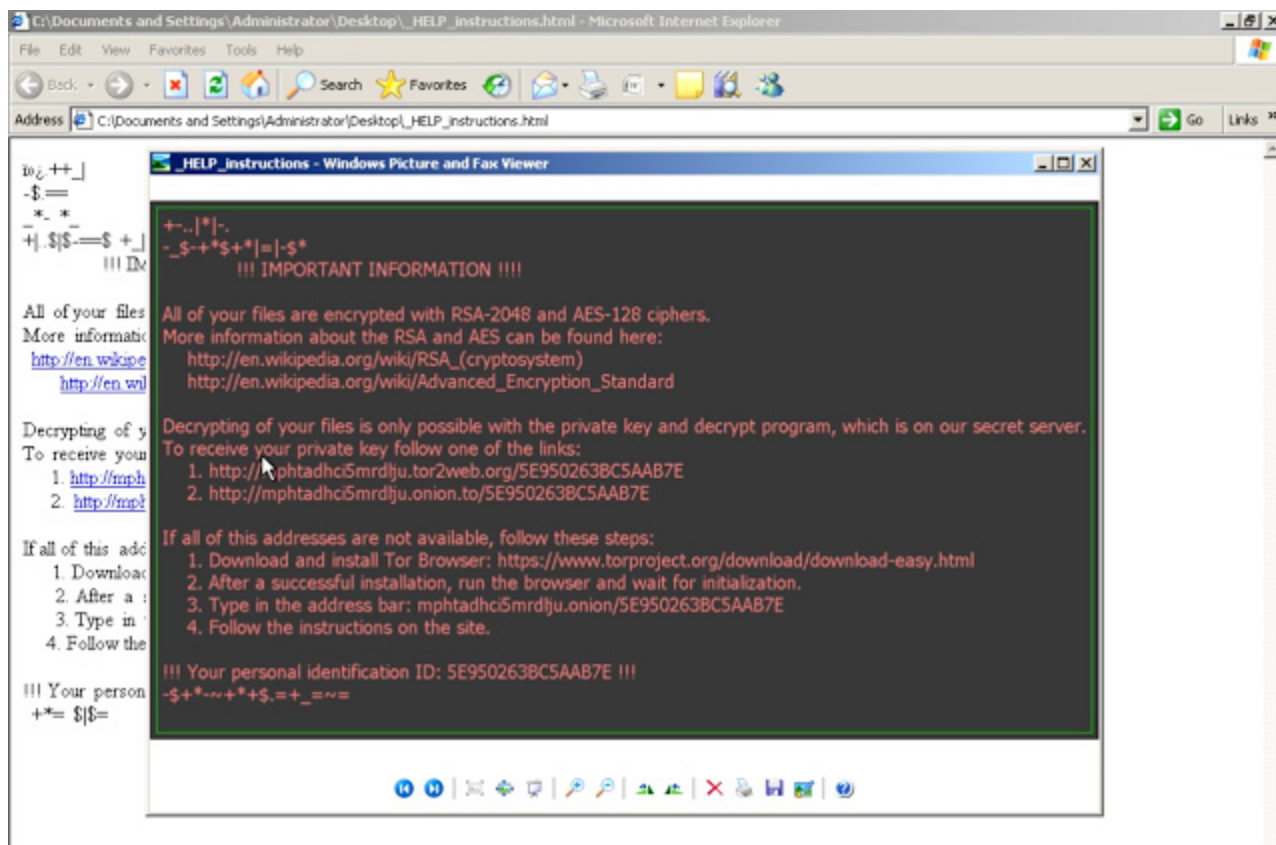 C:\Documents and Settings\Administrator\Desktop\_HELP_instructions.html - Microsoft Internet Explorer
File Edit View Favorites Tools Help
Back Search Favorites
Address C:\Documents and Settings\Administrator\Desktop\_HELP_instructions.html Go Links »
ï»¿++_|
-$.==
_*-_*_
+|..$|$-==$ +_|
!!! IM
All of your files
More informatic
http://en.wikipe
http://en.wil
Decrypting of y
To receive your
1. http://mph
2. http://mph
If all of this add
1. Downloac
2. After a s
3. Type in
4. Follow the
!!! Your person
+*= $|$=
_HELP_instructions - Windows Picture and Fax Viewer
+-..|*|-.
-_$-+*$+*|=|-$*
!!! IMPORTANT INFORMATION !!!!
All of your files are encrypted with RSA-2048 and AES-128 ciphers.
More information about the RSA and AES can be found here:
http://en.wikipedia.org/wiki/RSA_(cryptosystem)
http://en.wikipedia.org/wiki/Advanced_Encryption_Standard
Decrypting of your files is only possible with the private key and decrypt program, which is on our secret server.
To receive your private key follow one of the links:
1. http://mphtadhci5mrdlju.tor2web.org/5E950263BC5AAB7E
2. http://mphtadhci5mrdlju.onion.to/5E950263BC5AAB7E
If all of this addresses are not available, follow these steps:
1. Download and install Tor Browser: https://www.torproject.org/download/download-easy.html
2. After a successful installation, run the browser and wait for initialization.
3. Type in the address bar: mphtadhci5mrdlju.onion/5E950263BC5AAB7E
4. Follow the instructions on the site.
!!! Your personal identification ID: 5E950263BC5AAB7E !!!
-$+*-~+*+$.=+_=~=